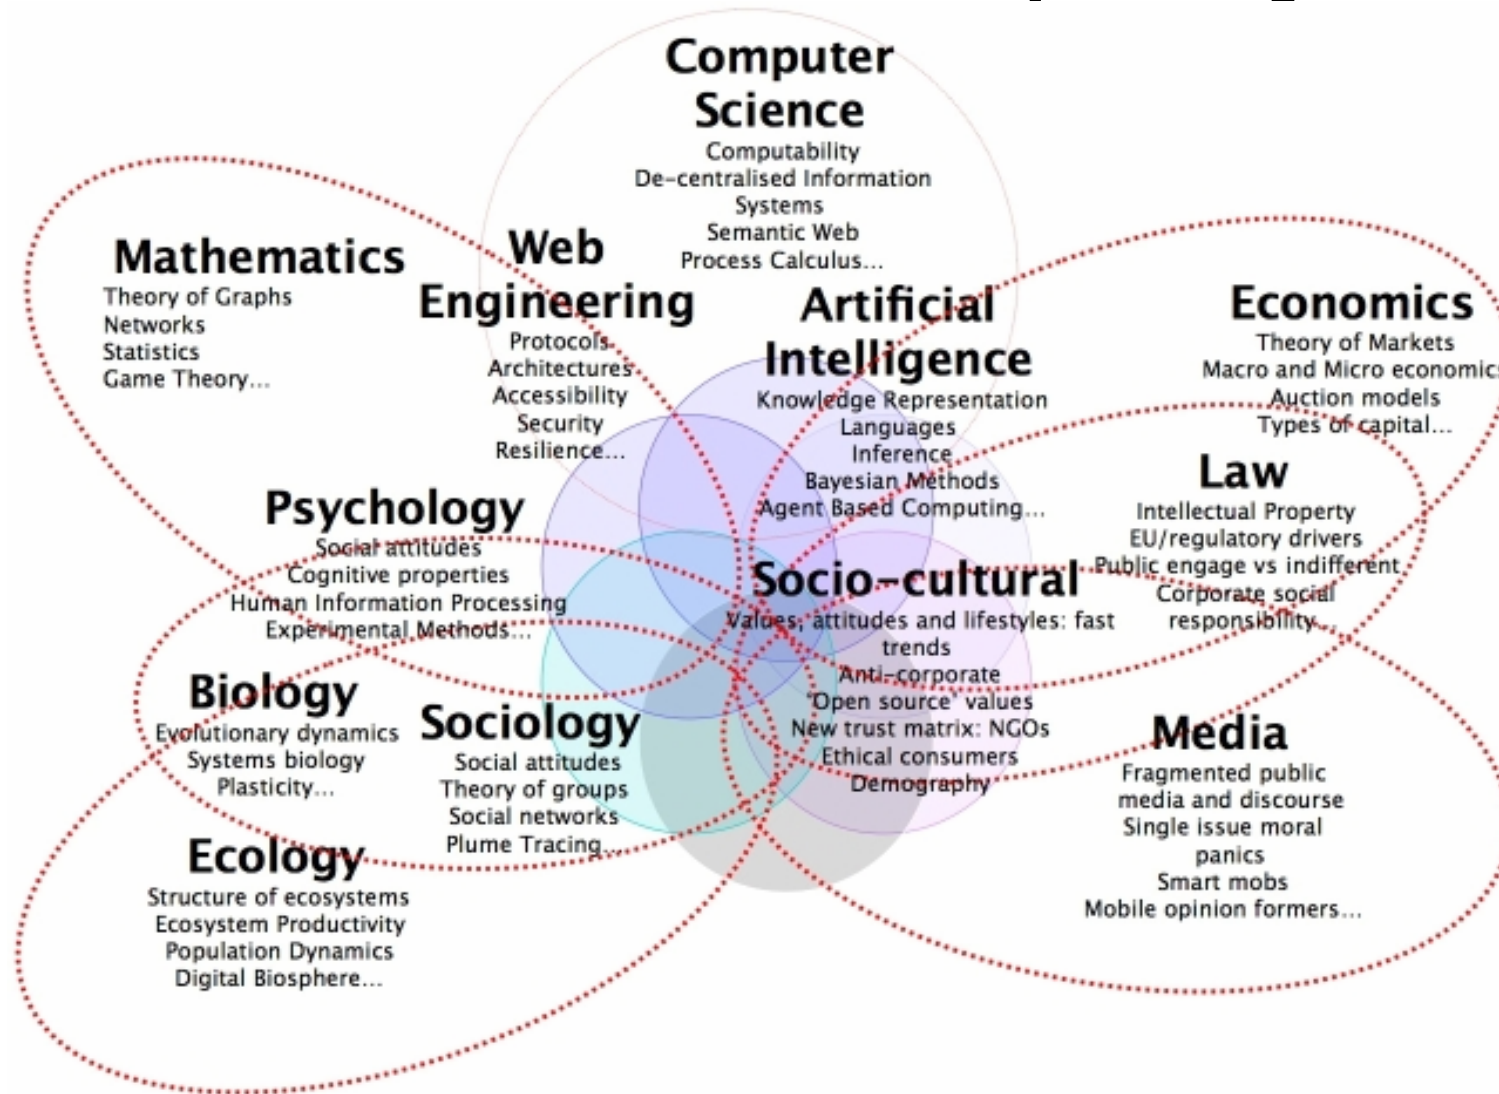 Computer
Science
Computability
De-centralised Information
Systems
Semantic Web
Process Calculus...
Mathematics
Theory of Graphs
Networks
Statistics
Game Theory...
Web
Engineering
Protocols
Architectures
Accessibility
Security
Resilience...
Artificial
Intelligence
Knowledge Representation
Languages
Inference
Bayesian Methods
Agent Based Computing...
Economics
Theory of Markets
Macro and Micro economics
Auction models
Types of capital...
Law
Intellectual Property
EU/regulatory drivers
Public engage vs indifferent
Corporate social
responsibility...
Psychology
Social attitudes
Cognitive properties
Human Information Processing
Experimental Methods...
Socio-cultural
Values, attitudes and lifestyles: fast
trends
Anti-corporate
"Open source" values
New trust matrix: NGOs
Ethical consumers
Demography
Biology
Evolutionary dynamics
Systems biology
Plasticity...
Sociology
Social attitudes
Theory of groups
Social networks
Plume Tracing...
Media
Fragmented public
media and discourse
Single issue moral
panics
Smart mobs
Mobile opinion formers...
Ecology
Structure of ecosystems
Ecosystem Productivity
Population Dynamics
Digital Biosphere...